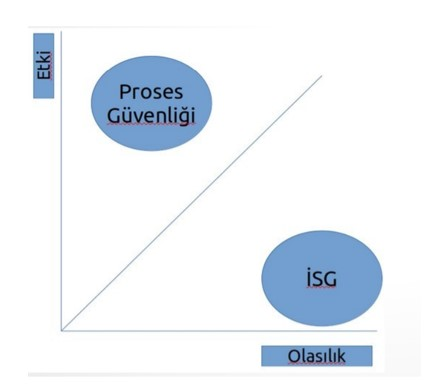 Etki
Proses
Güvenliği
İSG
Olasılık